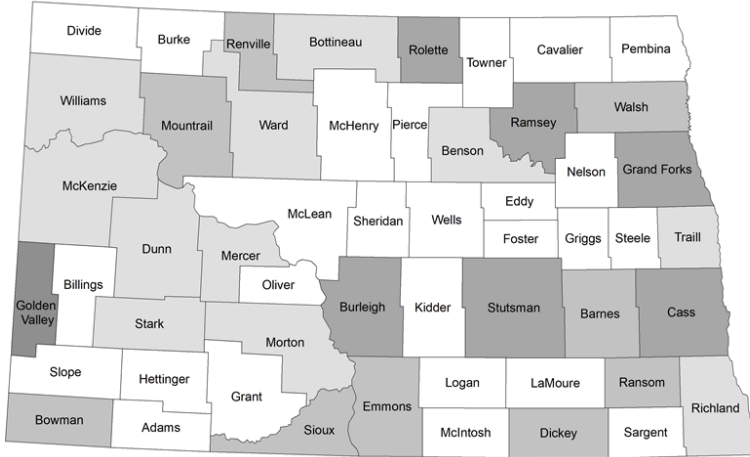 Divide
Burke
Renville
Bottineau
Rolette
Towner
Cavalier
Pembina
Williams
Mountrail
Ward
McHenry
Pierce
Benson
Ramsey
Walsh
Nelson
Grand Forks
McKenzie
Dunn
McLean
Mercer
Oliver
Sheridan
Wells
Eddy
Foster
Griggs
Steele
Traill
Golden
Valley
Billings
Stark
Morton
Burleigh
Kidder
Stutsman
Barnes
Cass
Slope
Hettinger
Grant
Emmons
Logan
LaMoure
Ransom
Richland
Bowman
Adams
Sioux
McIntosh
Dickey
Sargent